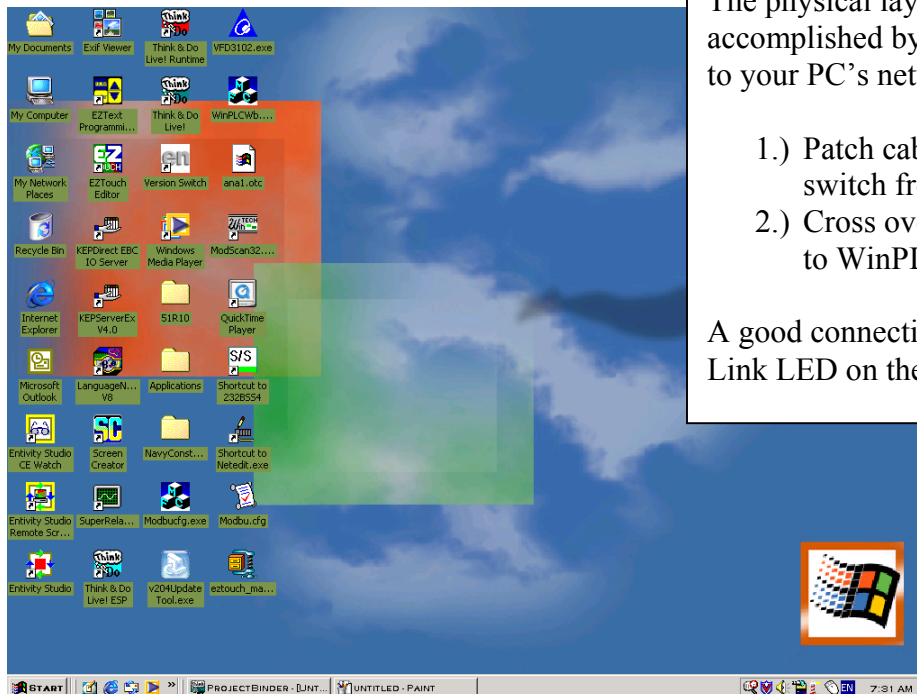 The physical lay
accomplished by
to your PC's net
1.) Patch cab
switch fro
2.) Cross ov
to WinPL
A good connecti
Link LED on the
My Documents
Exif Viewer
Think & Do
Live! Runtime
VFD3102.exe
My Computer
EZText
Programmi...
Think & Do
Live!
WinPLCWb....
My Network
Places
EZTouch
Editor
Version Switch
ana1.otc
Recycle Bin
KEPDirect EBC
IO Server
Windows
Media Player
ModScan32....
Internet
Explorer
KEPServerEx
V4.0
51R10
QuickTime
Player
Microsoft
Outlook
LanguageN...
V8
Applications
Shortcut to
232B5S4
Entivity Studio
CE Watch
Screen
Creator
NavyConst...
Shortcut to
Netedit.exe
Entivity Studio
Remote Scr...
SuperRela...
Modbucfg.exe
Modbu.cfg
Entivity Studio
Think & Do
Live! ESP
v204Update
Tool.exe
eztouch_ma...
START
»
PROJECTBINDER - [UNT...
UNTITLED - PAINT
EN
7:31 AM